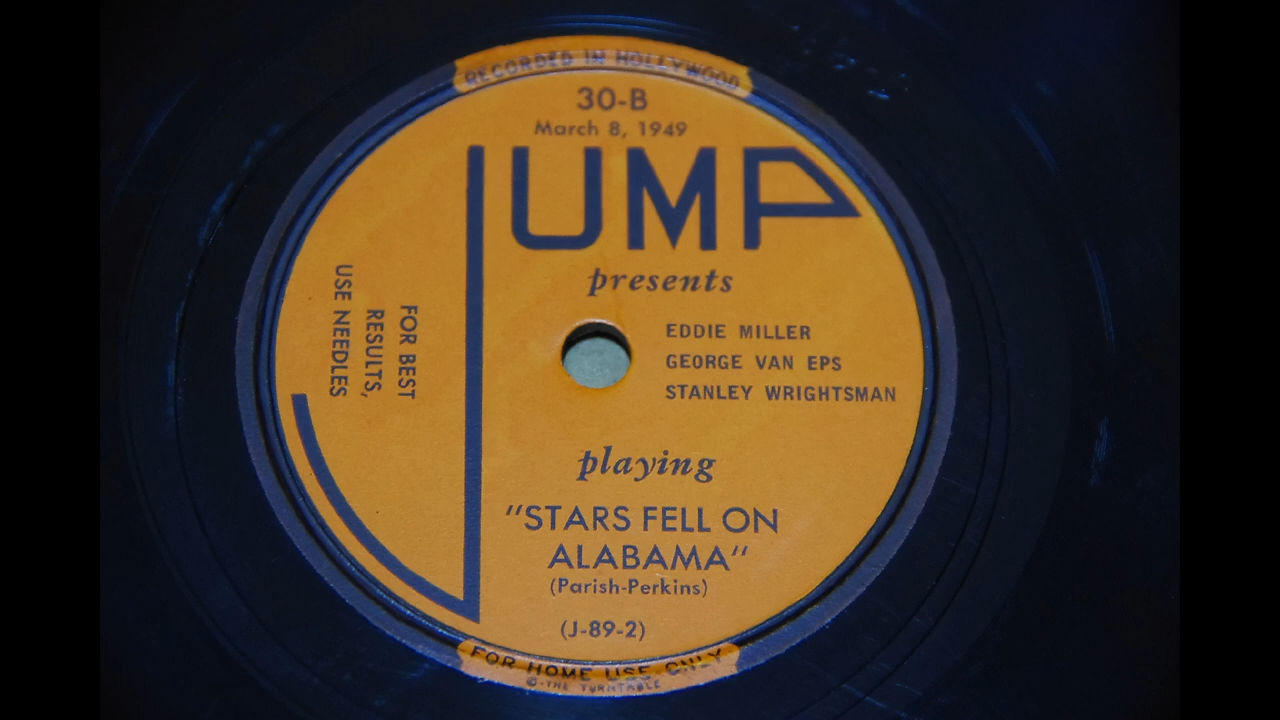 RECORDED IN HOLLYWOOD
30-B
March 8, 1949
JUMP
presents
EDDIE MILLER
GEORGE VAN EPS
STANLEY WRIGHTSMAN
FOR BEST
RESULTS,
USE NEEDLES
playing
"STARS FELL ON
ALABAMA"
(Parish-Perkins)
(J-89-2)
FOR HOME USE ONLY
©-THE TURNTABLE